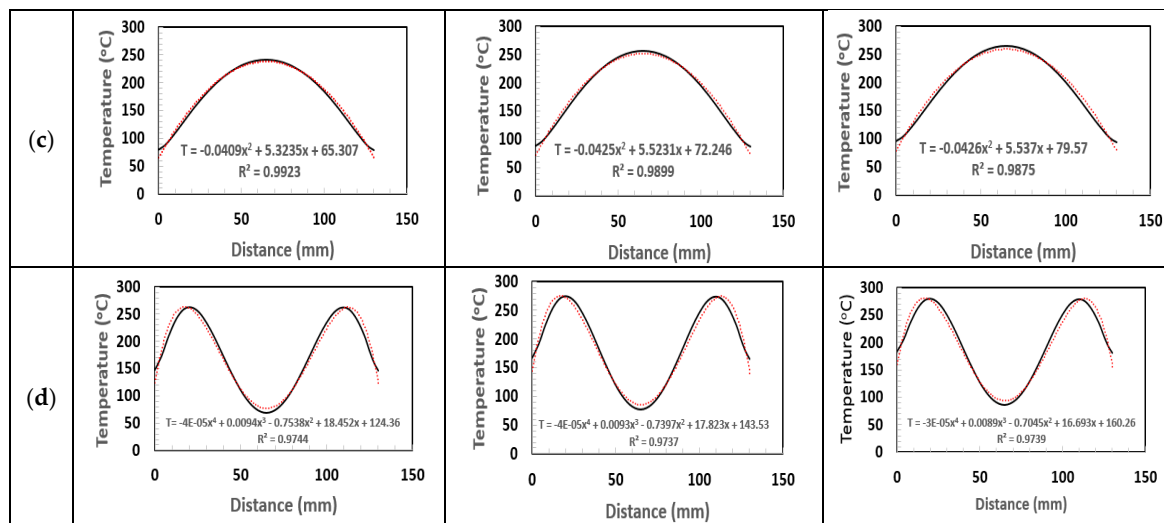 (c)
Temperature (°C)
300
250
200
150
100
50
0
T = -0.0409x² + 5.3235x + 65.307
R² = 0.9923
0 50 100 150
Distance (mm)
Temperature (°C)
300
250
200
150
100
50
0
T = -0.0425x² + 5.5231x + 72.246
R² = 0.9899
0 50 100 150
Distance (mm)
Temperature (°C)
300
250
200
150
100
50
0
T = -0.0426x² + 5.537x + 79.57
R² = 0.9875
0 50 100 150
Distance (mm)
(d)
Temperature (°C)
300
250
200
150
100
50
0
T= -4E-05x⁴ + 0.0094x³ - 0.7538x² + 18.452x + 124.36
R² = 0.9744
0 50 100 150
Distance (mm)
Temperature (°C)
300
250
200
150
100
50
0
T = -4E-05x⁴ + 0.0093x³ - 0.7397x² + 17.823x + 143.53
R² = 0.9737
0 50 100 150
Distance (mm)
Temperature (°C)
300
250
200
150
100
50
0
T = -3E-05x⁴ + 0.0089x³ - 0.7045x² + 16.693x + 160.26
R² = 0.9739
0 50 100 150
Distance (mm)